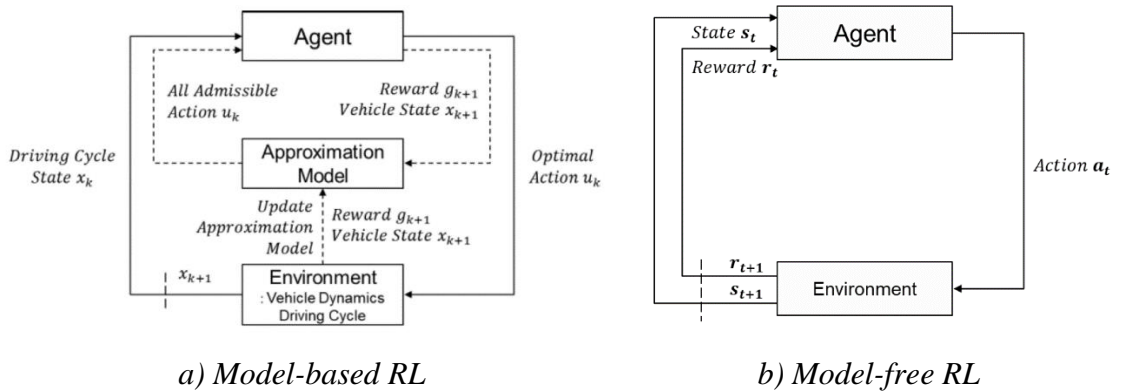 Agent
All Admissible
Action u_k
Reward g_{k+1}
Vehicle State x_{k+1}
Driving Cycle
State x_k
Approximation
Model
Optimal
Action u_k
Update
Approximation
Model
Reward g_{k+1}
Vehicle State x_{k+1}
x_{k+1}
Environment
: Vehicle Dynamics
Driving Cycle
a) Model-based RL
State s_t
Reward r_t
Agent
Action a_t
r_{t+1}
s_{t+1}
Environment
b) Model-free RL